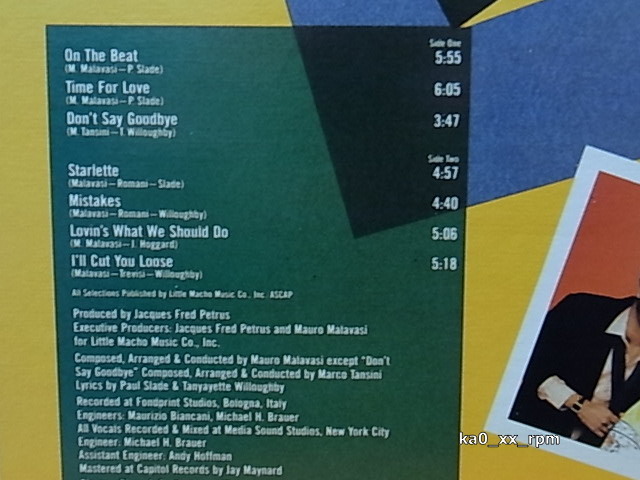 Side One
On The Beat 5:55
(M. Malavasi – P. Slade)
Time For Love 6:05
(M. Malavasi – P. Slade)
Don't Say Goodbye 3:47
(M. Tansini – T. Willoughby)
Side Two
Starlette 4:57
(Malavasi – Romani – Slade)
Mistakes 4:40
(Malavasi – Romani – Willoughby)
Lovin's What We Should Do 5:06
(M. Malavasi – J. Hoggard)
I'll Cut You Loose 5:18
(Malavasi – Trevisi – Willoughby)
All Selections Published by Little Macho Music Co., Inc. ASCAP
Produced by Jacques Fred Petrus
Executive Producers: Jacques Fred Petrus and Mauro Malavasi
for Little Macho Music Co., Inc.
Composed, Arranged & Conducted by Mauro Malavasi except "Don't
Say Goodbye" Composed, Arranged & Conducted by Marco Tansini
Lyrics by Paul Slade & Tanyayette Willoughby
Recorded at Fondprint Studios, Bologna, Italy
Engineers: Maurizio Biancani, Michael H. Brauer
All Vocals Recorded & Mixed at Media Sound Studios, New York City
Engineer: Michael H. Brauer
Assistant Engineer: Andy Hoffman
Mastered at Capitol Records by Jay Maynard
ka0_xx_rpm